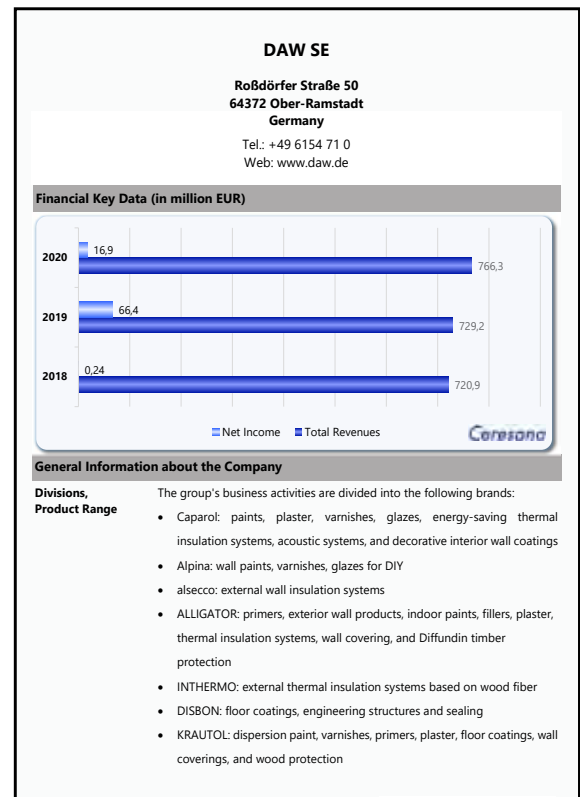 DAW SE
Roßdörfer Straße 50
64372 Ober-Ramstadt
Germany
Tel.: +49 6154 71 0
Web: www.daw.de
Financial Key Data (in million EUR)
2020
16,9
766,3
2019
66,4
729,2
2018
0,24
720,9
Net Income Total Revenues
Ceresana
General Information about the Company
Divisions, The group's business activities are divided into the following brands:
Product Range
• Caparol: paints, plaster, varnishes, glazes, energy-saving thermal
insulation systems, acoustic systems, and decorative interior wall coatings
• Alpina: wall paints, varnishes, glazes for DIY
• alsecco: external wall insulation systems
• ALLIGATOR: primers, exterior wall products, indoor paints, fillers, plaster,
thermal insulation systems, wall covering, and Diffundin timber
protection
• INTHERMO: external thermal insulation systems based on wood fiber
• DISBON: floor coatings, engineering structures and sealing
• KRAUTOL: dispersion paint, varnishes, primers, plaster, floor coatings, wall
coverings, and wood protection